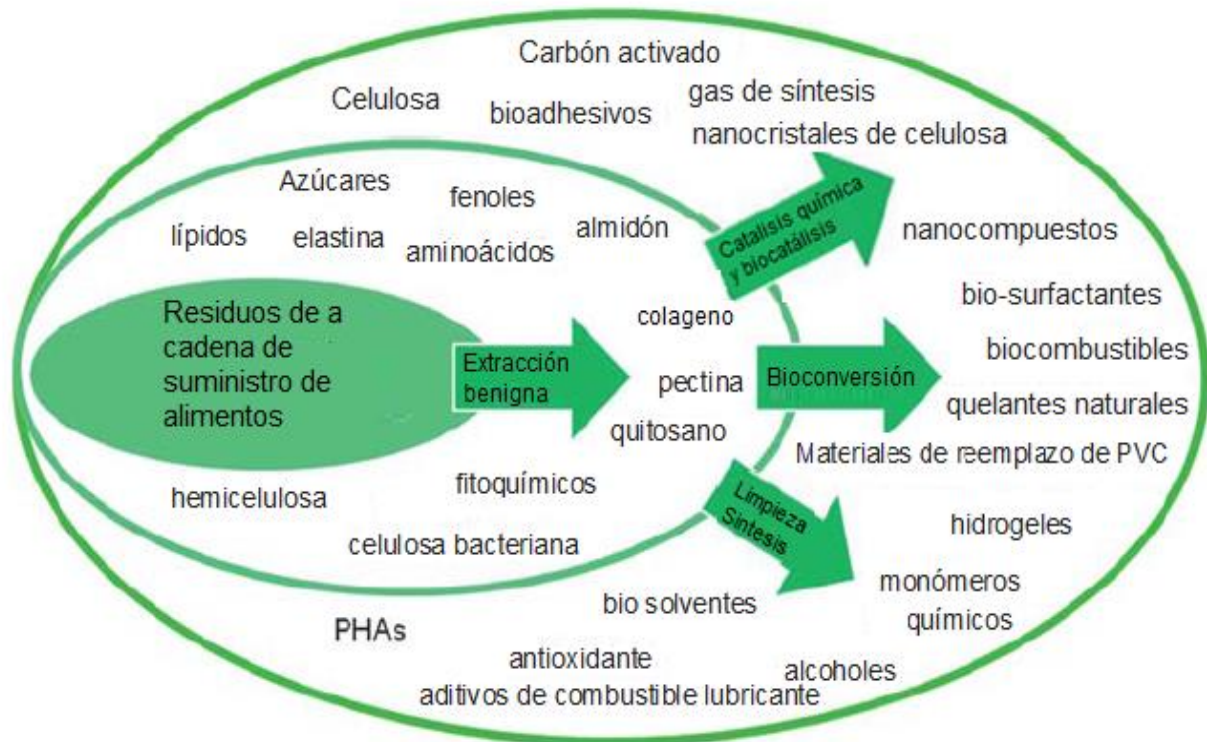 Carbón activado
Celulosa
bioadhesivos
gas de síntesis
nanocristales de celulosa
Azúcares
fenoles
lípidos
elastina
aminoácidos
almidón
Catalisis química
y biocatálisis
nanocompuestos
bio-surfactantes
biocombustibles
quelantes naturales
Materiales de reemplazo de PVC
Residuos de a
cadena de
suministro de
alimentos
Extracción
benigna
colageno
pectina
quitosano
Bioconversión
hemicelulosa
fitoquímicos
celulosa bacteriana
Limpieza
Sintesis
hidrogeles
monómeros
químicos
bio solventes
PHAs
antioxidante
alcoholes
aditivos de combustible lubricante